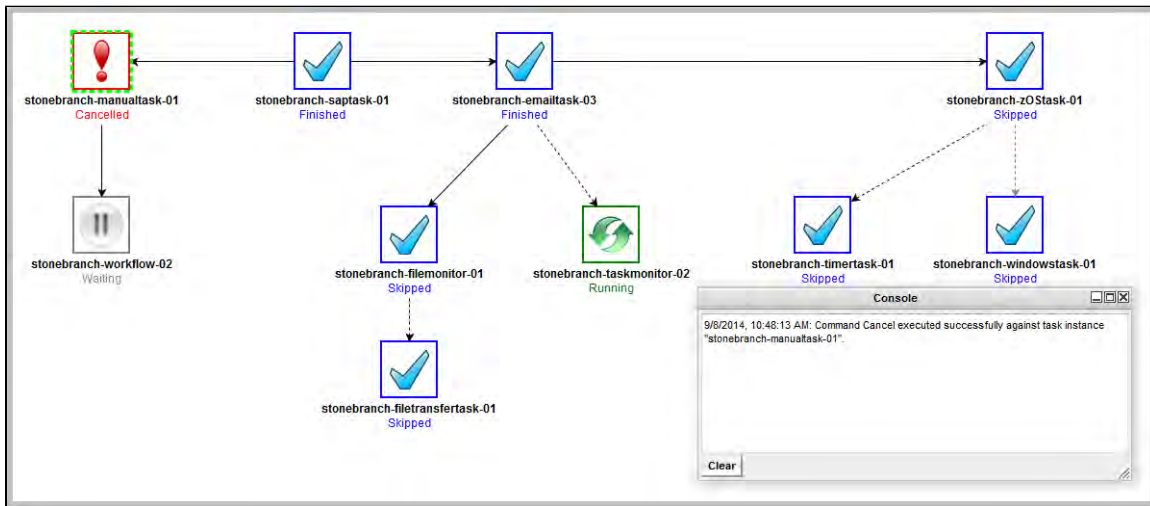 stonebranch-manualtask-01
Cancelled
stonebranch-saptask-01
Finished
stonebranch-emailtask-03
Finished
stonebranch-zOStask-01
Skipped
stonebranch-workflow-02
Waiting
stonebranch-filemonitor-01
Skipped
stonebranch-taskmonitor-02
Running
stonebranch-timertask-01
Skipped
stonebranch-windowstask-01
Skipped
stonebranch-filetransfertask-01
Skipped
Console
9/8/2014, 10:48:13 AM: Command Cancel executed successfully against task instance
"stonebranch-manualtask-01".
Clear